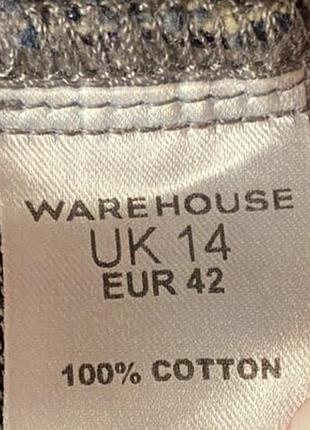 WAREHOUSE
UK 14
EUR 42
100% COTTON